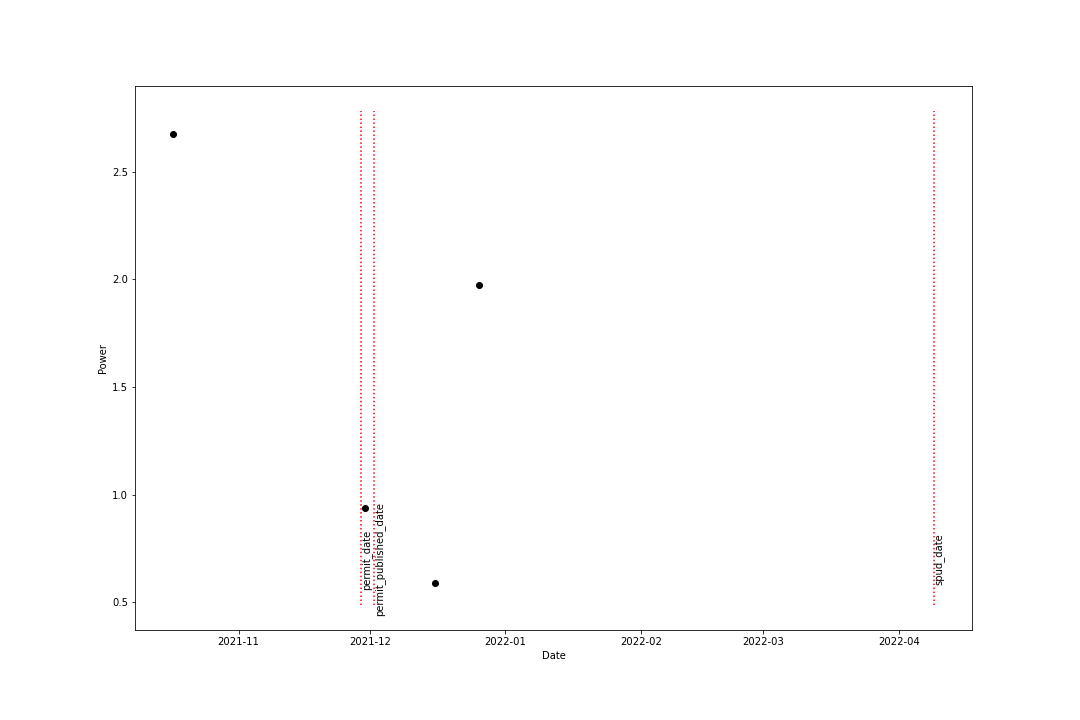 2.5
2.0
1.5
1.0
0.5
Power
permit_date
permit_published_date
spud_date
2021-11
2021-12
2022-01
2022-02
2022-03
2022-04
Date